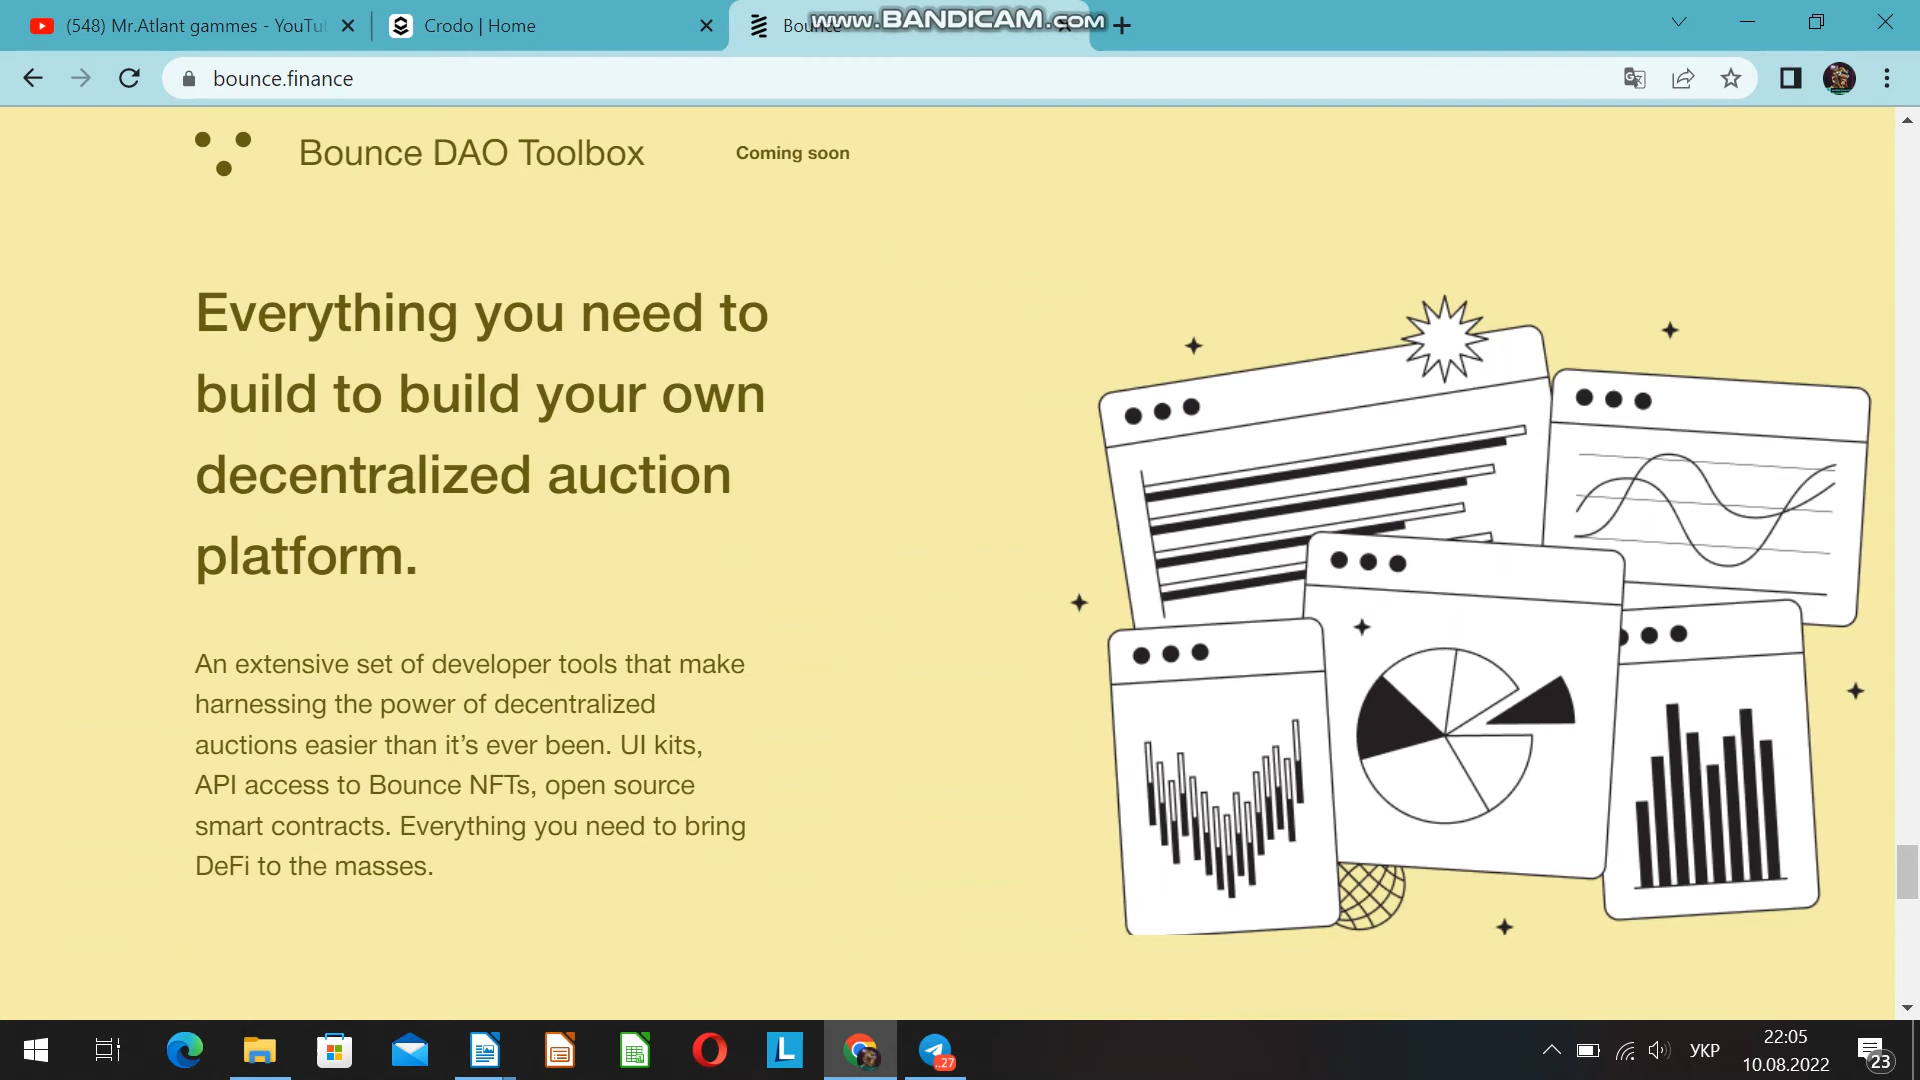 (548) Mr.Atlant gammes - YouTu
Crodo | Home
Bounce
www.BANDICAM.com
bounce.finance
Bounce DAO Toolbox
Coming soon
Everything you need to
build to build your own
decentralized auction
platform.
An extensive set of developer tools that make
harnessing the power of decentralized
auctions easier than it’s ever been. UI kits,
API access to Bounce NFTs, open source
smart contracts. Everything you need to bring
DeFi to the masses.
L
..27
УКР
22:05
10.08.2022
23